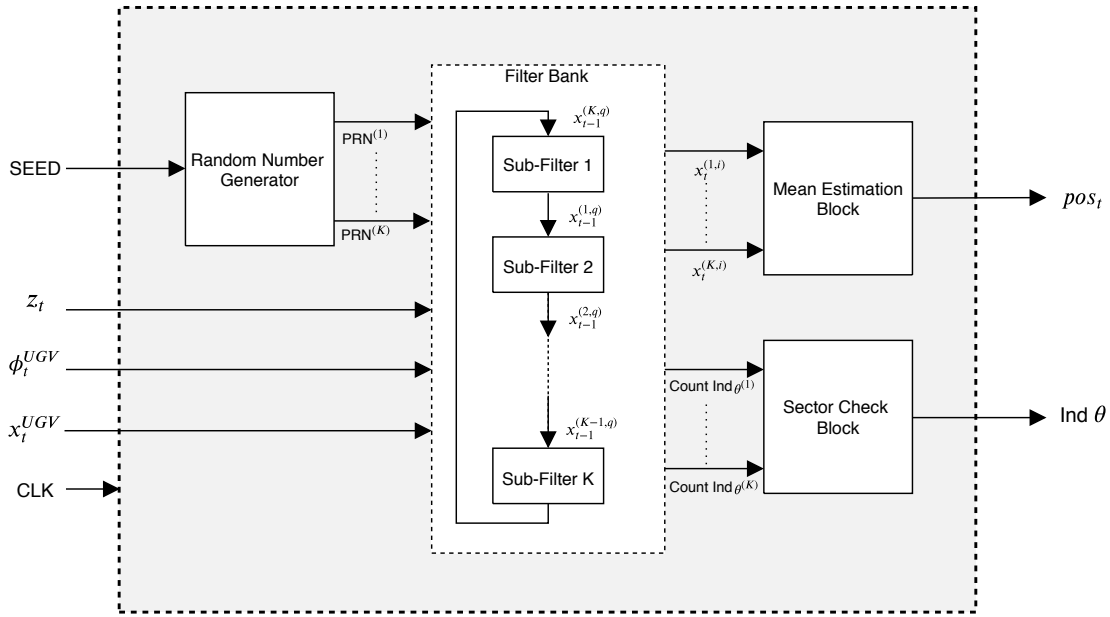 Filter Bank
SEED
Random Number
Generator
PRN^{(1)}
PRN^{(K)}
z_t
ϕ_t^{UGV}
x_t^{UGV}
CLK
x_{t-1}^{(K,q)}
Sub-Filter 1
x_{t-1}^{(1,q)}
Sub-Filter 2
x_{t-1}^{(2,q)}
x_{t-1}^{(K-1,q)}
Sub-Filter K
x_t^{(1,i)}
x_t^{(K,i)}
Mean Estimation
Block
pos_t
Count Ind θ^{(1)}
Count Ind θ^{(K)}
Sector Check
Block
Ind θ